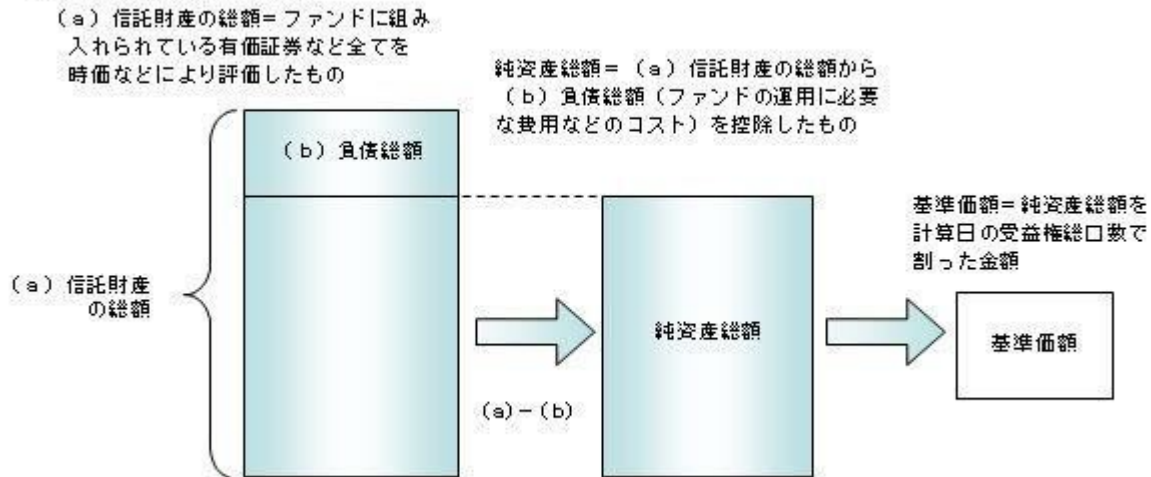 (a) 信託財産の総額=ファンドに組み
入れられている有価証券など全てを
時価などにより評価したもの
純資産総額= (a) 信託財産の総額から
(b) 負債総額(ファンドの運用に必要
な費用などのコスト)を控除したもの
(b) 負債総額
基準価額=純資産総額を
計算日の受益権総口数で
割った金額
(a) 信託財産
の総額
純資産総額
基準価額
(a)-(b)